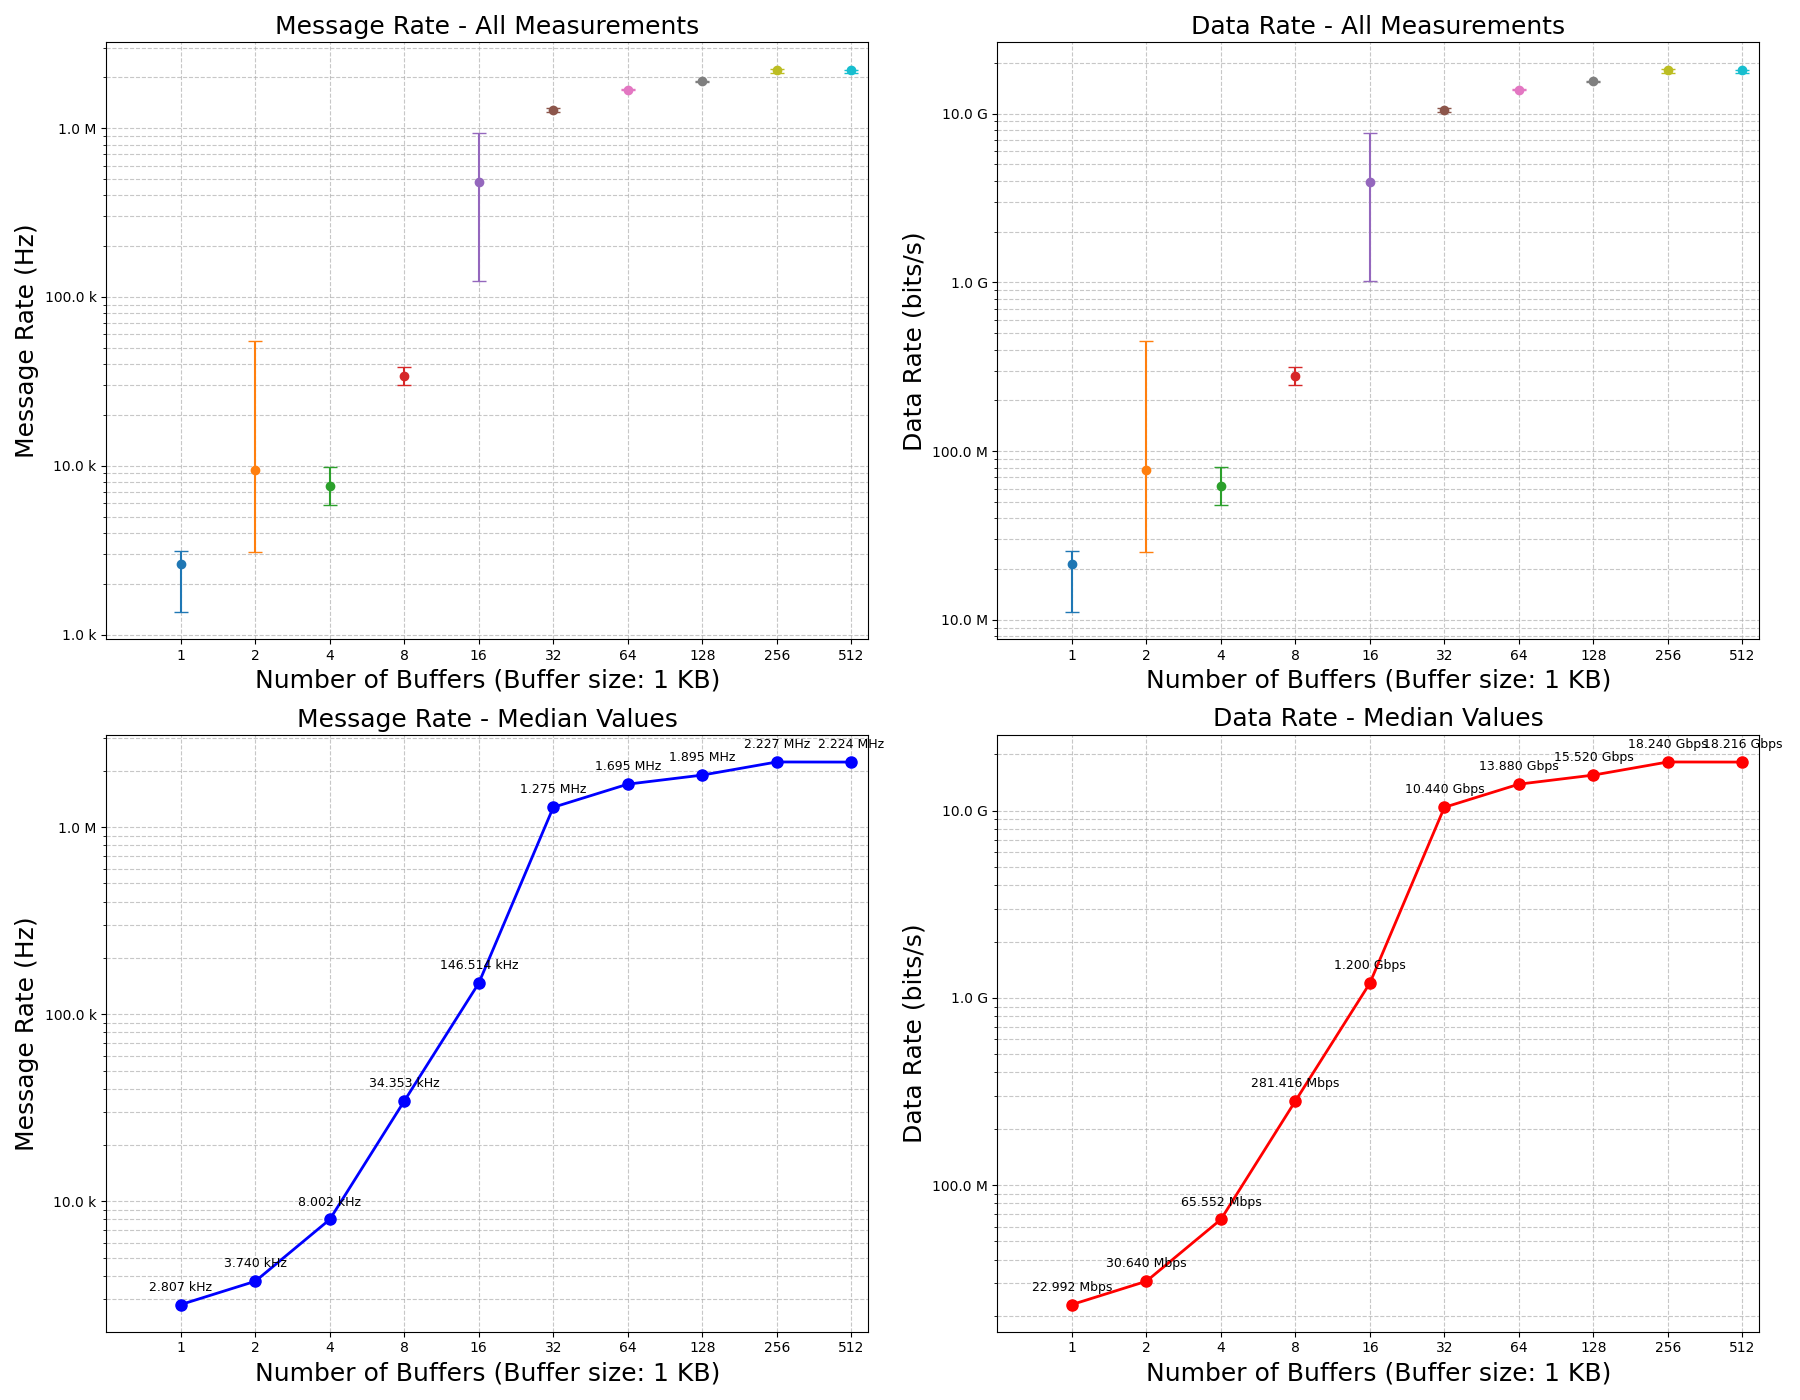 Message Rate - All Measurements
Message Rate (Hz)
1.0 M
100.0 k
10.0 k
1.0 k
1 2 4 8 16 32 64 128 256 512
Number of Buffers (Buffer size: 1 KB)
Data Rate - All Measurements
Data Rate (bits/s)
10.0 G
1.0 G
100.0 M
10.0 M
1 2 4 8 16 32 64 128 256 512
Number of Buffers (Buffer size: 1 KB)
Message Rate - Median Values
Message Rate (Hz)
1.0 M
100.0 k
10.0 k
2.807 kHz
3.740 kHz
8.002 kHz
34.353 kHz
146.514 kHz
1.275 MHz
1.695 MHz
1.895 MHz
2.227 MHz
2.224 MHz
1 2 4 8 16 32 64 128 256 512
Number of Buffers (Buffer size: 1 KB)
Data Rate - Median Values
Data Rate (bits/s)
10.0 G
1.0 G
100.0 M
22.992 Mbps
30.640 Mbps
65.552 Mbps
281.416 Mbps
1.200 Gbps
10.440 Gbps
13.880 Gbps
15.520 Gbps
18.240 Gbps
18.216 Gbps
1 2 4 8 16 32 64 128 256 512
Number of Buffers (Buffer size: 1 KB)